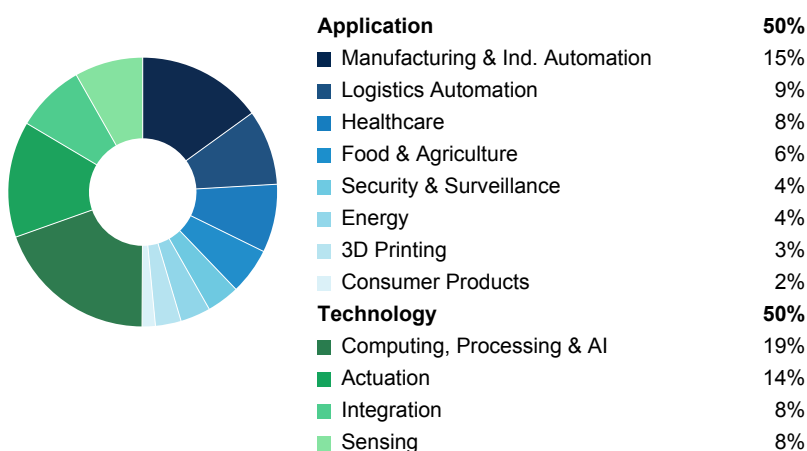 Application 50%
Manufacturing & Ind. Automation 15%
Logistics Automation 9%
Healthcare 8%
Food & Agriculture 6%
Security & Surveillance 4%
Energy 4%
3D Printing 3%
Consumer Products 2%
Technology 50%
Computing, Processing & AI 19%
Actuation 14%
Integration 8%
Sensing 8%